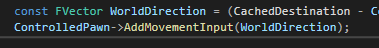 const FVector WorldDirection = (CachedDestination - C
ControlledPawn->AddMovementInput(WorldDirection);